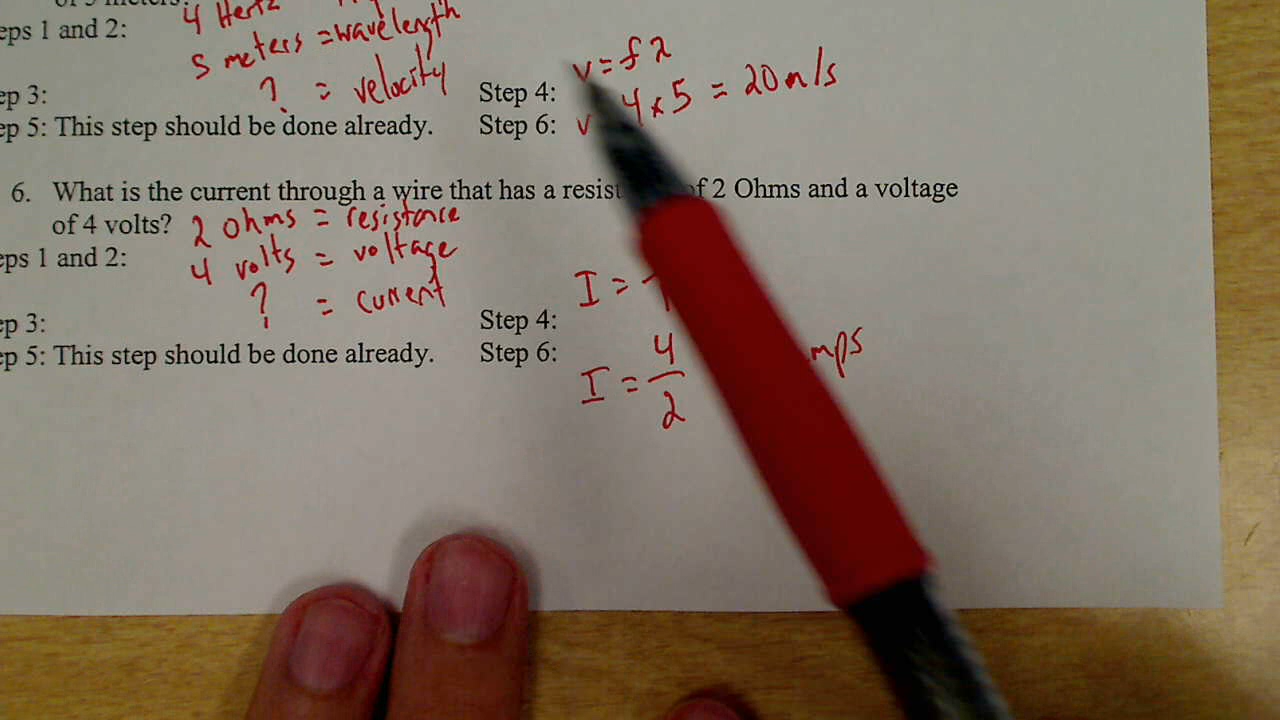 of 5 meters?
eps 1 and 2: 4 Hertz
5 meters = wavelength
? = velocity
ep 3: Step 4: v = f λ
ep 5: This step should be done already. Step 6: v 4 x 5 = 20 m/s
6. What is the current through a wire that has a resist of 2 Ohms and a voltage
of 4 volts? 2 ohms = resistance
eps 1 and 2: 4 volts = voltage
? = current
ep 3: Step 4: I =
ep 5: This step should be done already. Step 6: I = 4/2 mps